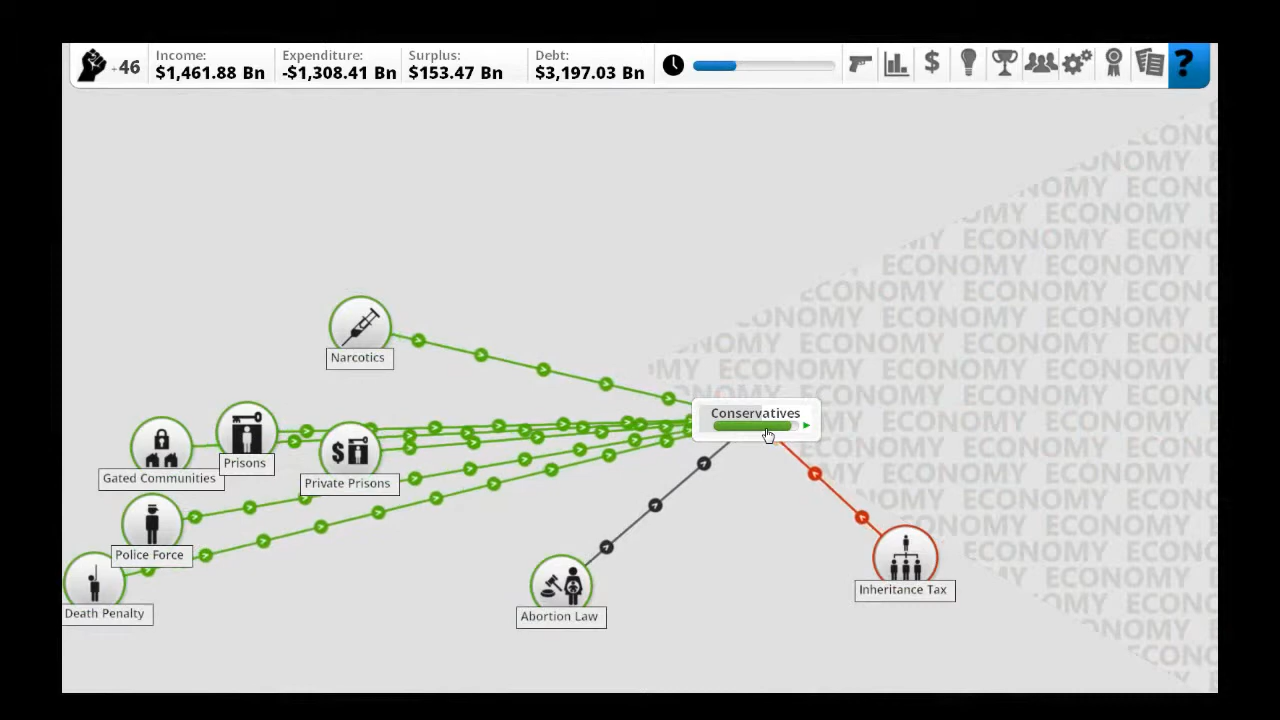 +46
Income:
$1,461.88 Bn
Expenditure:
-$1,308.41 Bn
Surplus:
$153.47 Bn
Debt:
$3,197.03 Bn
$
?
ECONOMY ECONOMY
Narcotics
Conservatives
Prisons
Gated Communities
$
Private Prisons
Police Force
Death Penalty
Abortion Law
Inheritance Tax